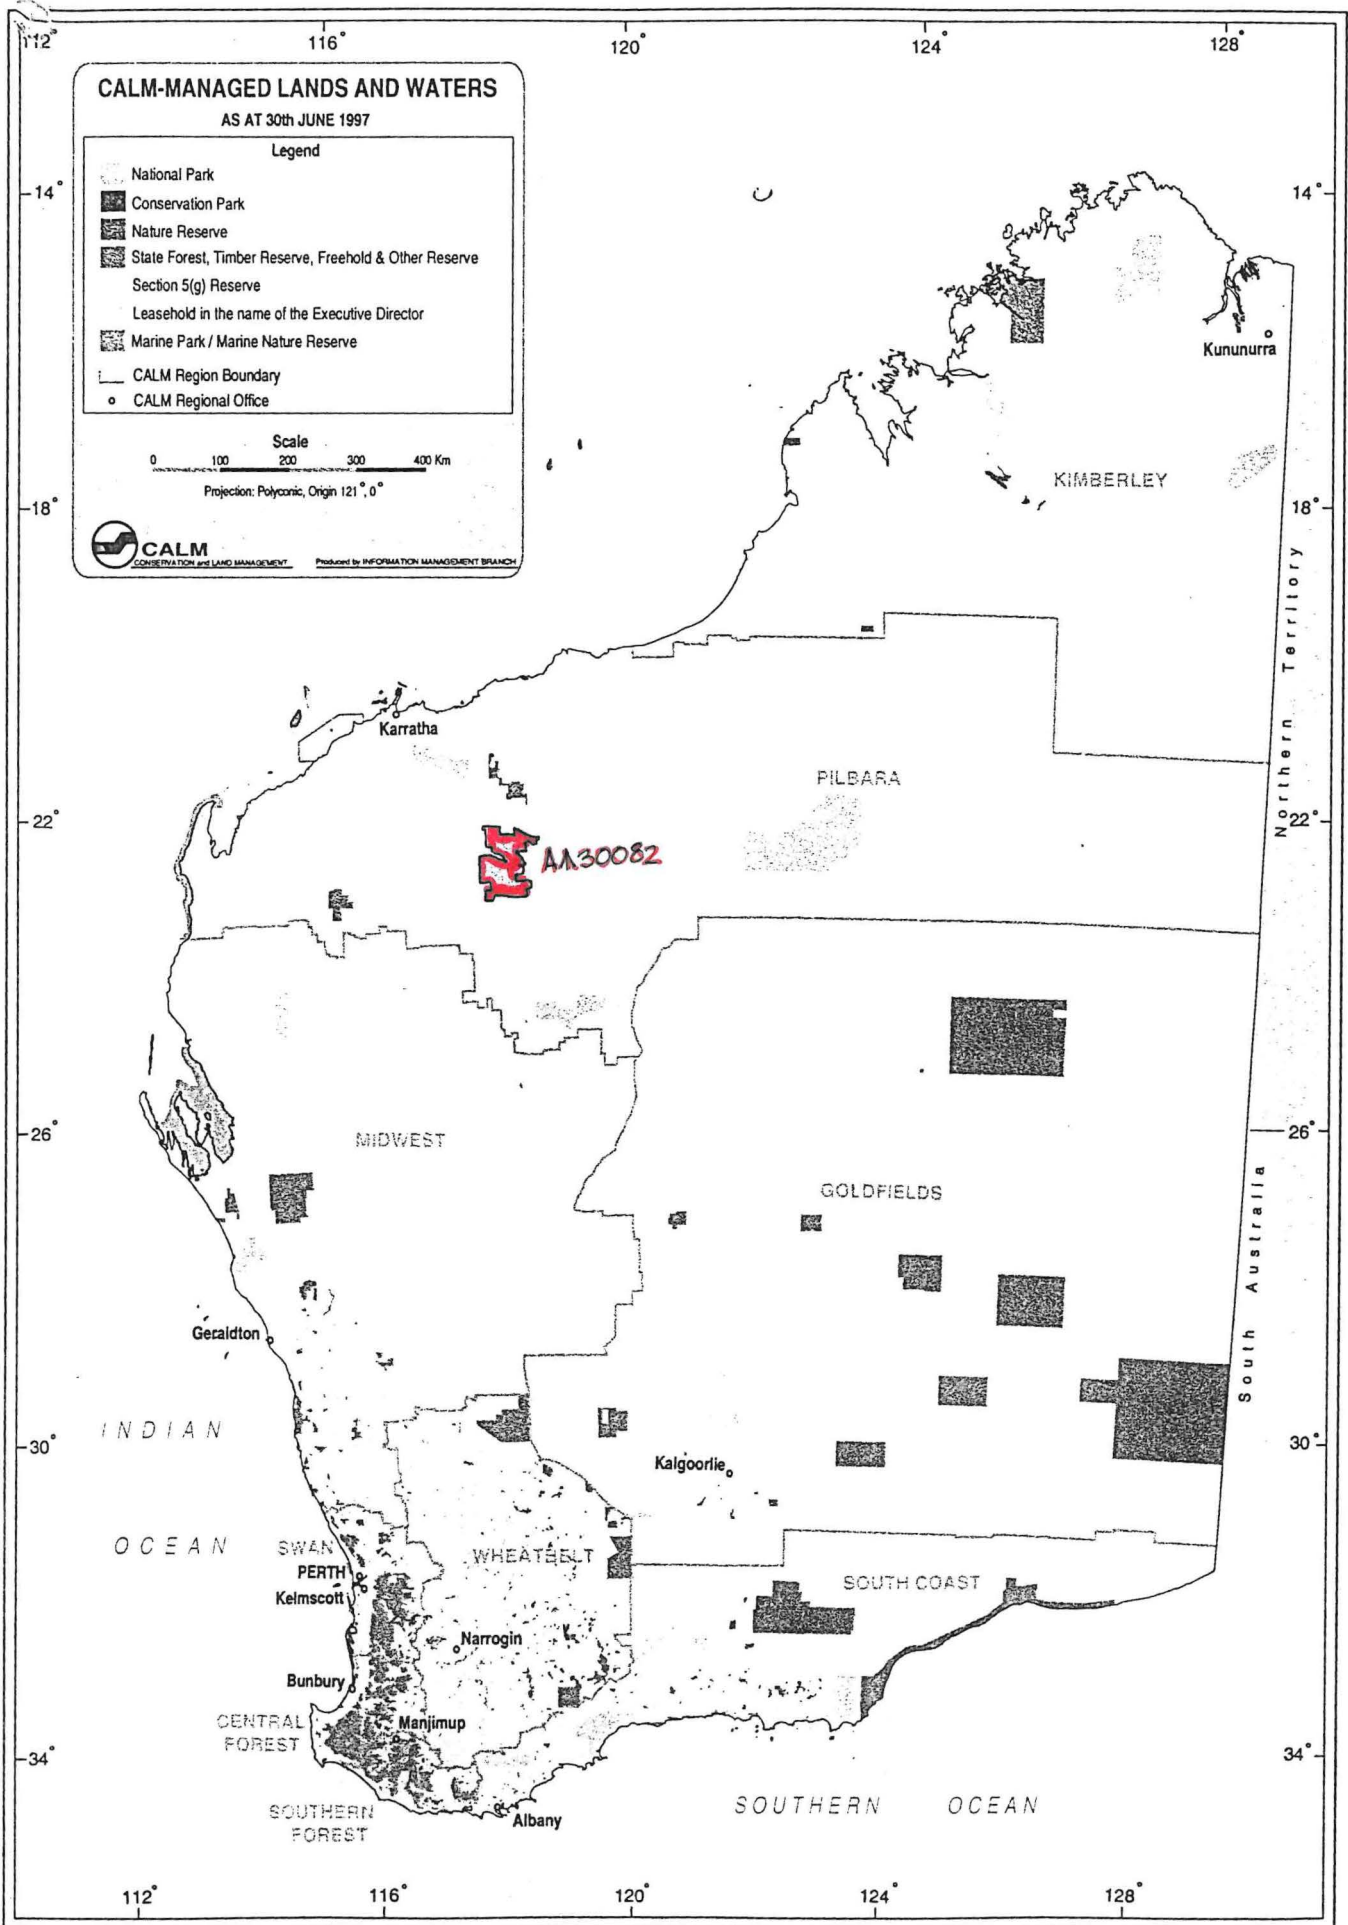 112°
116°
120°
124°
128°
CALM-MANAGED LANDS AND WATERS
AS AT 30th JUNE 1997
Legend
National Park
Conservation Park
Nature Reserve
State Forest, Timber Reserve, Freehold & Other Reserve
Section 5(g) Reserve
Leasehold in the name of the Executive Director
Marine Park / Marine Nature Reserve
CALM Region Boundary
CALM Regional Office
Scale
0 100 200 300 400 Km
Projection: Polyconic, Origin 121°, 0°
CALM
CONSERVATION and LAND MANAGEMENT
Produced by INFORMATION MANAGEMENT BRANCH
14°
14°
Kununurra
KIMBERLEY
18°
18°
Northern Territory
Karratha
PILBARA
22°
22°
AA30082
26°
26°
MIDWEST
GOLDFIELDS
South Australia
Geraldton
INDIAN
30°
30°
Kalgoorlie
OCEAN
SWAN
WHEATBELT
PERTH
SOUTH COAST
Kelmscott
Narrogin
Bunbury
CENTRAL
FOREST
Manjimup
34°
34°
SOUTHERN OCEAN
SOUTHERN
FOREST
Albany
112°
116°
120°
124°
128°